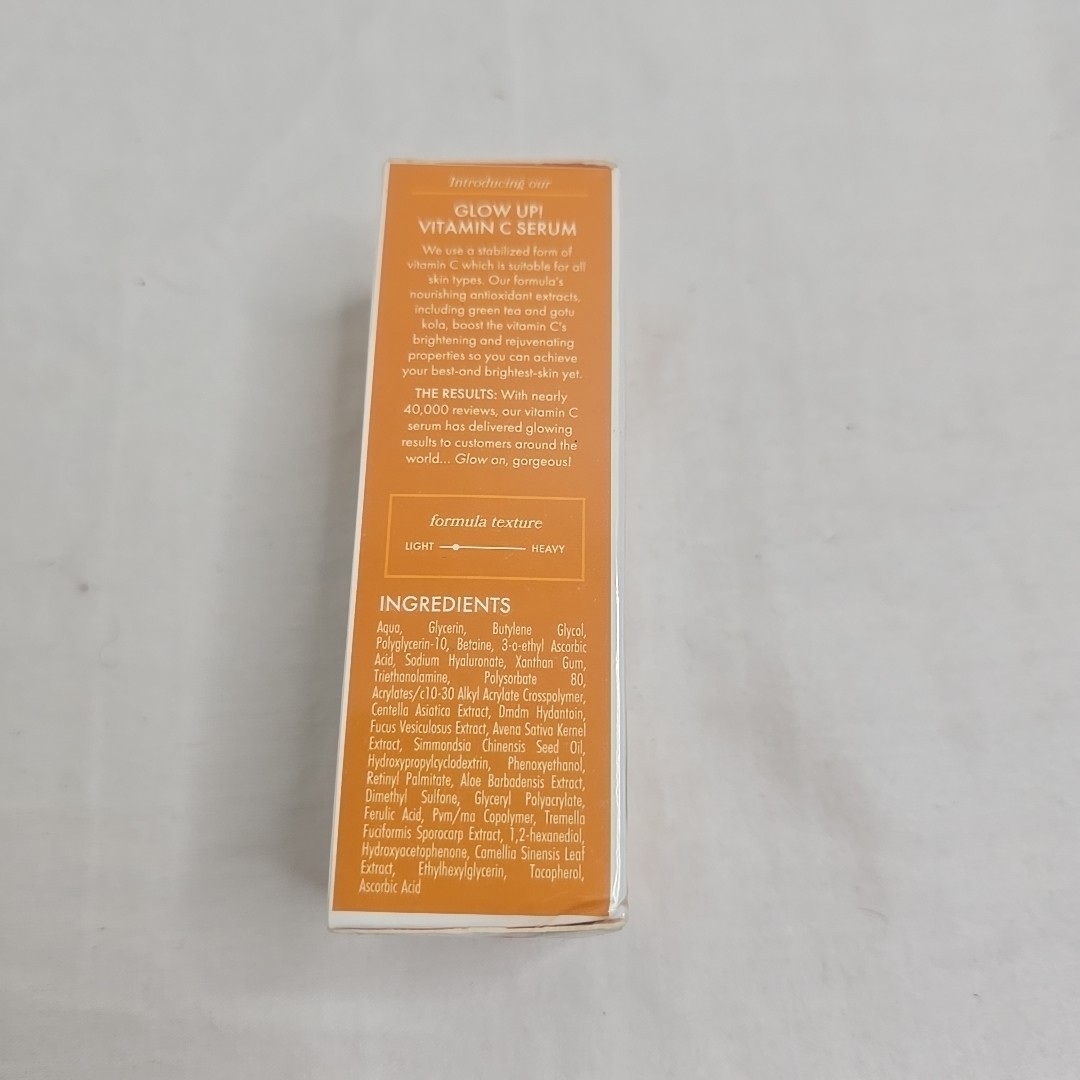 Introducing our
GLOW UP!
VITAMIN C SERUM
We use a stabilized form of
vitamin C which is suitable for all
skin types. Our formula's
nourishing antioxidant extracts,
including green tea and gotu
kola, boost the vitamin C's
brightening and rejuvenating
properties so you can achieve
your best-and brightest-skin yet.
THE RESULTS: With nearly
40,000 reviews, our vitamin C
serum has delivered glowing
results to customers around the
world... Glow on, gorgeous!
formula texture
LIGHT HEAVY
INGREDIENTS
Aqua, Glycerin, Butylene Glycol,
Polyglycerin-10, Betaine, 3-o-ethyl Ascorbic
Acid, Sodium Hyaluronate, Xanthan Gum,
Triethanolamine, Polysorbate 80,
Acrylates/c10-30 Alkyl Acrylate Crosspolymer,
Centella Asiatica Extract, Dmdm Hydantoin,
Fucus Vesiculosus Extract, Avena Sativa Kernel
Extract, Simmondsia Chinensis Seed Oil,
Hydroxypropylcyclodextrin, Phenoxyethanol,
Retinyl Palmitate, Aloe Barbadensis Extract,
Dimethyl Sulfone, Glyceryl Polyacrylate,
Ferulic Acid, Pvm/ma Copolymer, Tremella
Fuciformis Sporocarp Extract, 1,2-hexanediol,
Hydroxyacetophenone, Camellia Sinensis Leaf
Extract, Ethylhexylglycerin, Tocopherol,
Ascorbic Acid